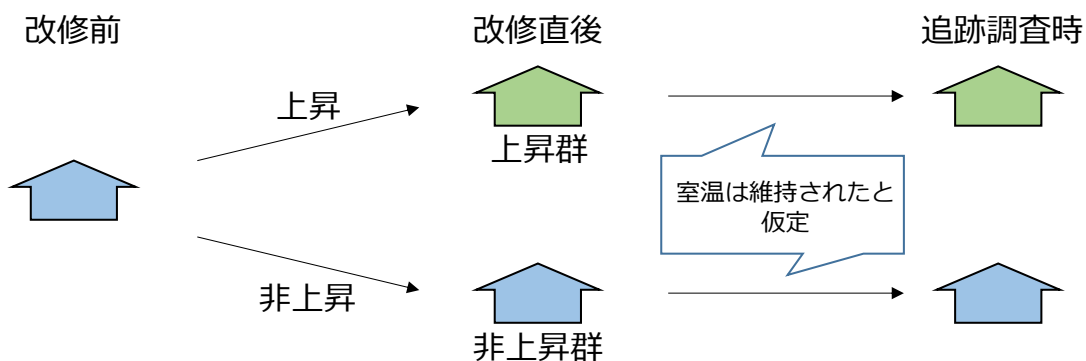 改修前
改修直後
追跡調査時
上昇
上昇群
室温は維持されたと
仮定
非上昇
非上昇群